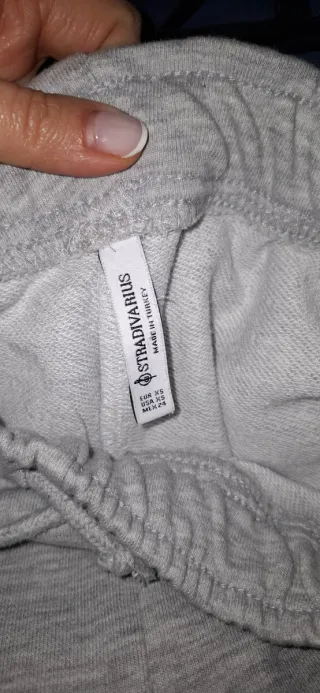 STRADIVARIUS
MADE IN TURKEY
EUR XS
USA XS
MEX 24